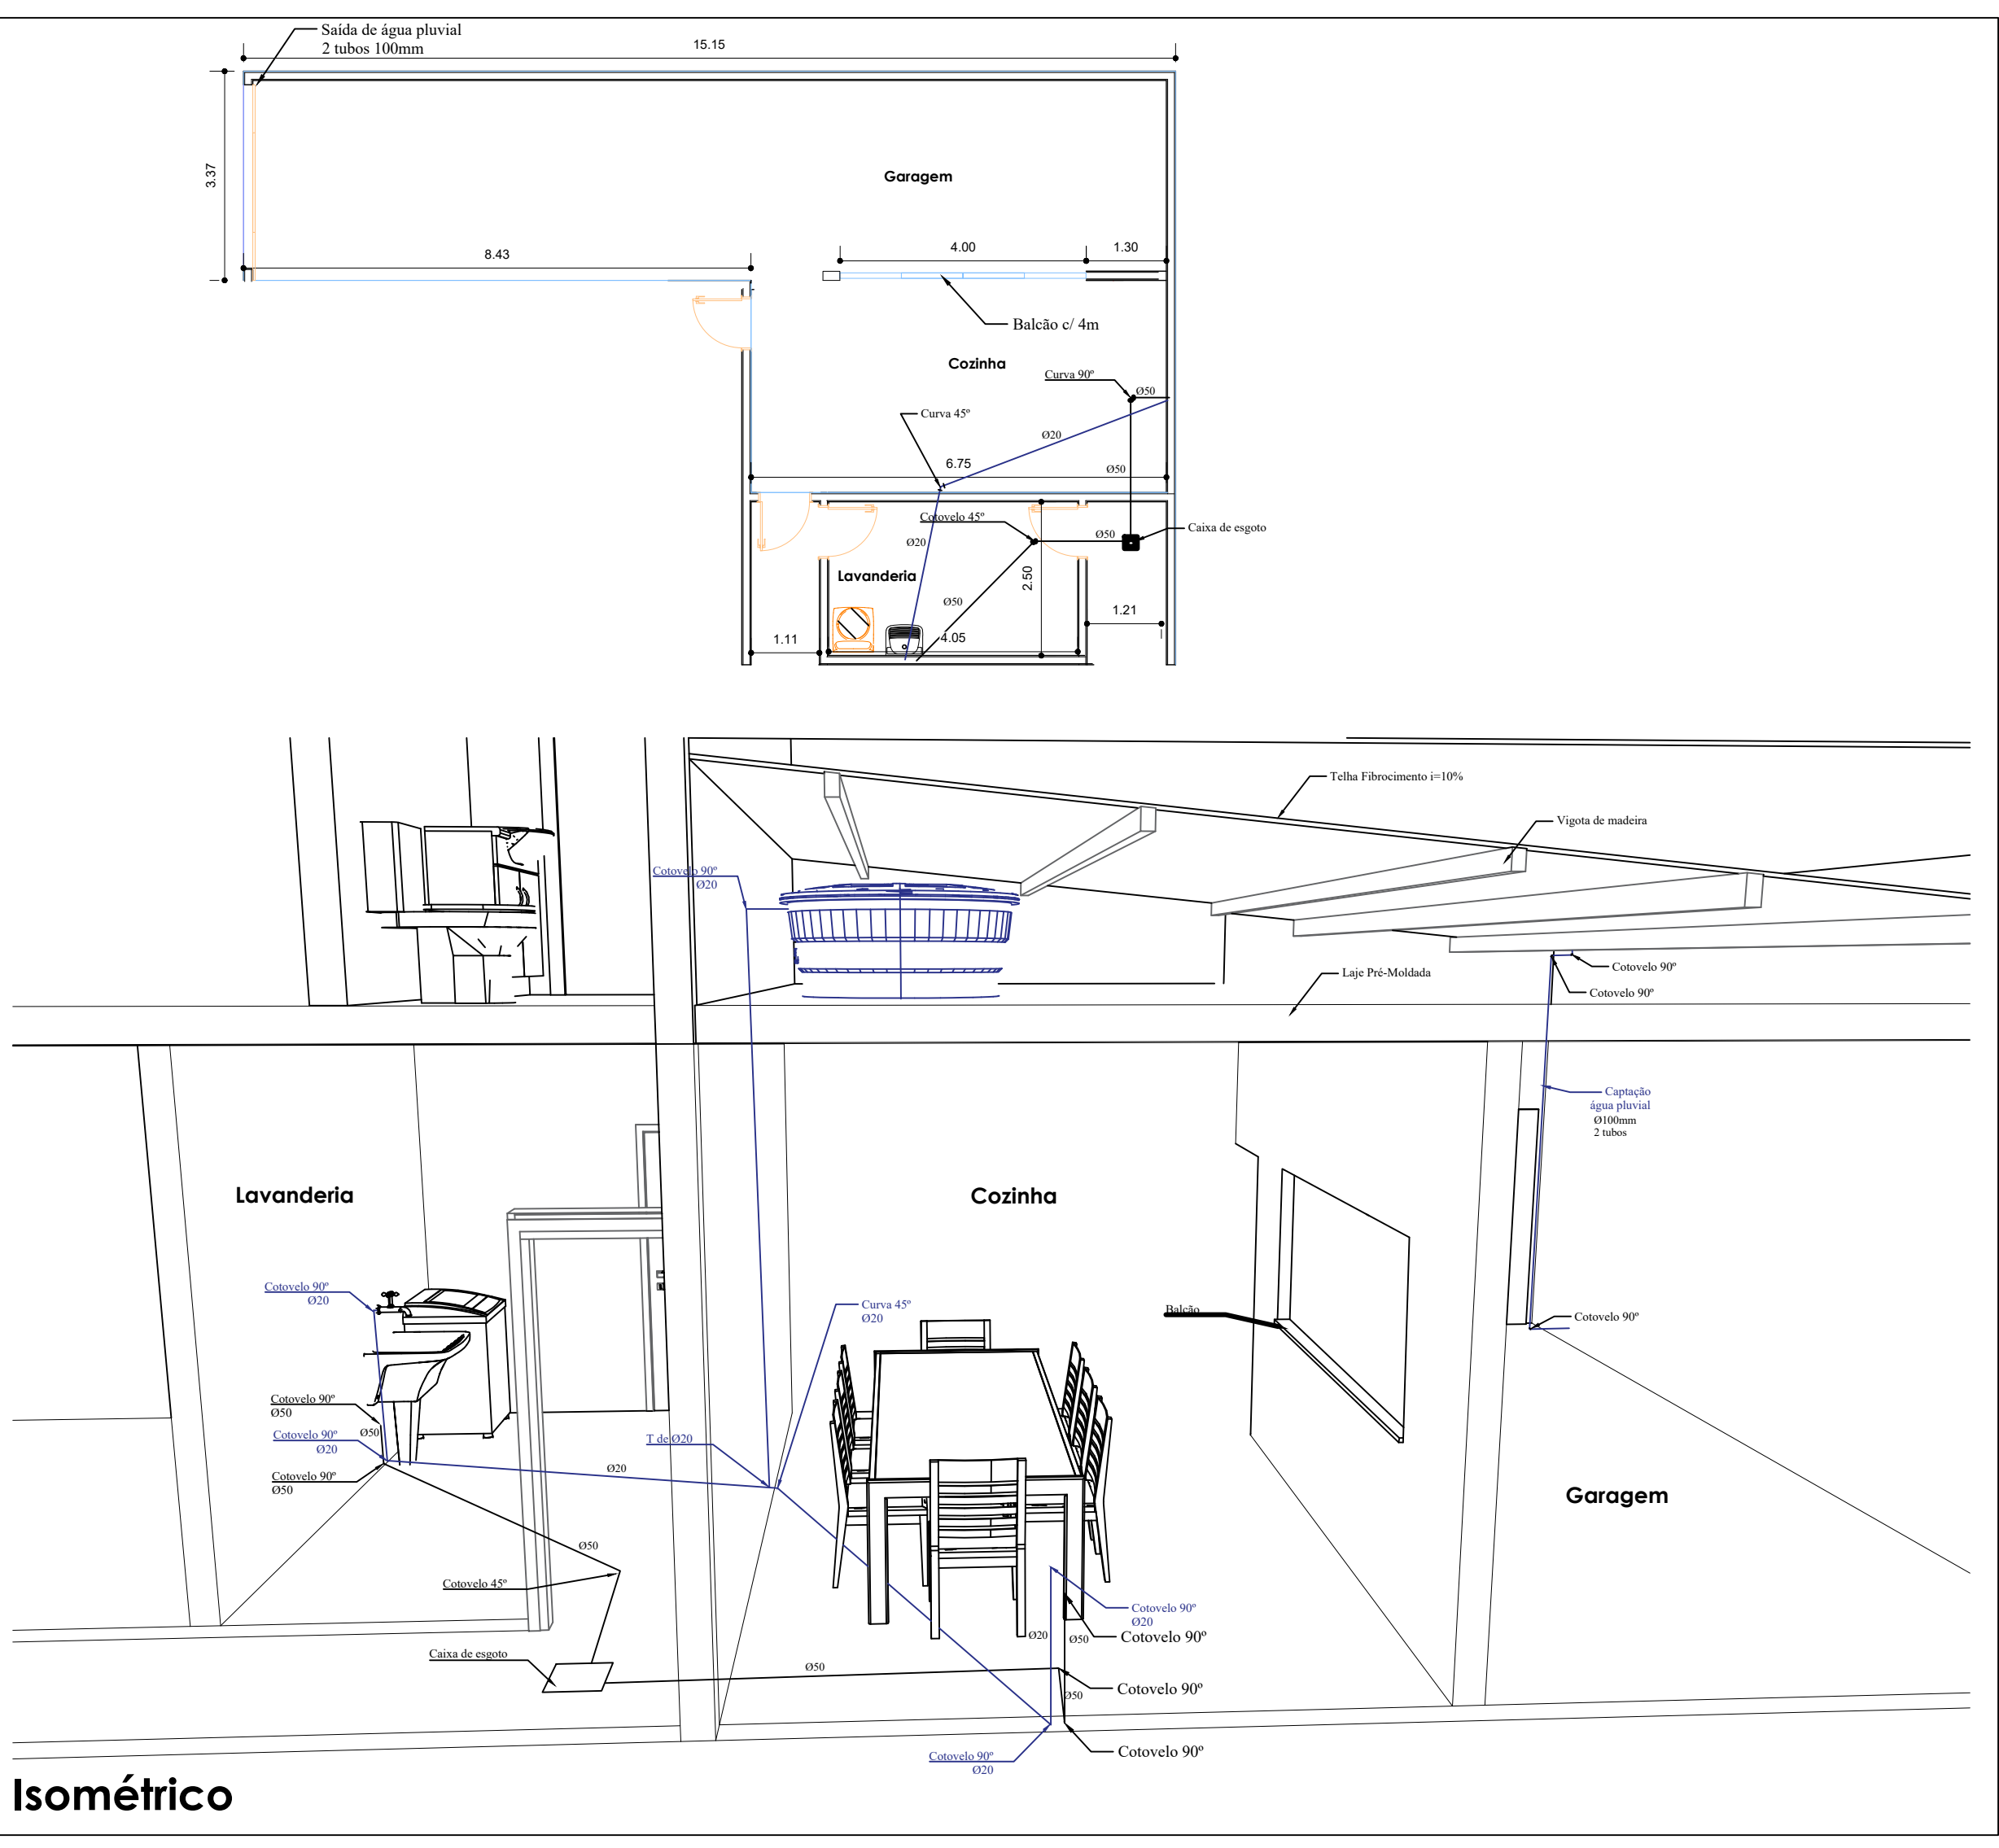 Saída de água pluvial
2 tubos 100mm
15.15
3.37
Garagem
8.43
4.00
1.30
Balcão c/ 4m
Cozinha
Curva 90º
Ø50
Curva 45º
Ø20
6.75
Ø50
Cotovelo 45º
Ø20
Ø50
Caixa de esgoto
Lavanderia
2.50
Ø50
1.21
1.11
4.05
Telha Fibrocimento i=10%
Vigota de madeira
Cotovelo 90º
Ø20
Cotovelo 90º
Laje Pré-Moldada
Cotovelo 90º
Captação
água pluvial
Ø100mm
2 tubos
Lavanderia
Cozinha
Cotovelo 90º
Ø20
Curva 45º
Ø20
Balcão
Cotovelo 90º
Cotovelo 90º
Ø50
Ø50
Cotovelo 90º
Ø20
T de Ø20
Ø20
Cotovelo 90º
Ø50
Garagem
Ø50
Cotovelo 45º
Cotovelo 90º
Ø20
Ø20
Ø50
Cotovelo 90º
Caixa de esgoto
Ø50
Cotovelo 90º
Ø50
Cotovelo 90º
Cotovelo 90º
Ø20
Isométrico